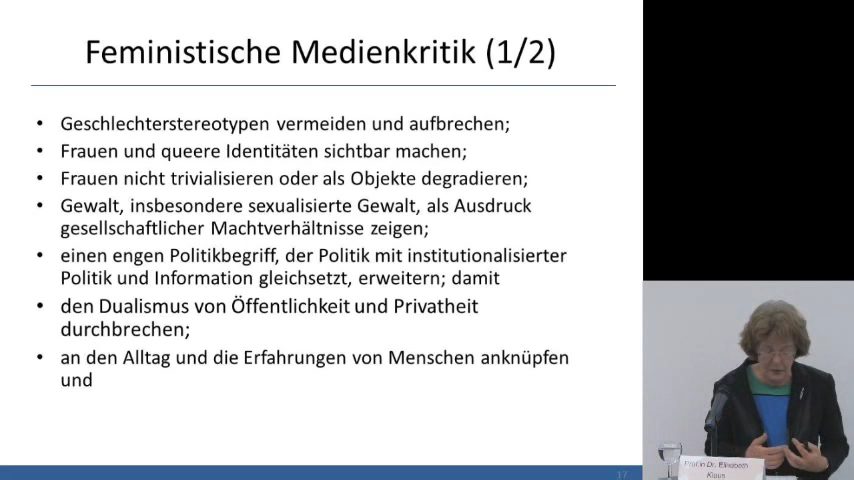 Feministische Medienkritik (1/2)
• Geschlechterstereotypen vermeiden und aufbrechen;
• Frauen und queere Identitäten sichtbar machen;
• Frauen nicht trivialisieren oder als Objekte degradieren;
• Gewalt, insbesondere sexualisierte Gewalt, als Ausdruck
gesellschaftlicher Machtverhältnisse zeigen;
• einen engen Politikbegriff, der Politik mit institutionalisierter
Politik und Information gleichsetzt, erweitern; damit
• den Dualismus von Öffentlichkeit und Privatheit
durchbrechen;
• an den Alltag und die Erfahrungen von Menschen anknüpfen
und
17
Prof.in Dr. Elisabeth
Klaus